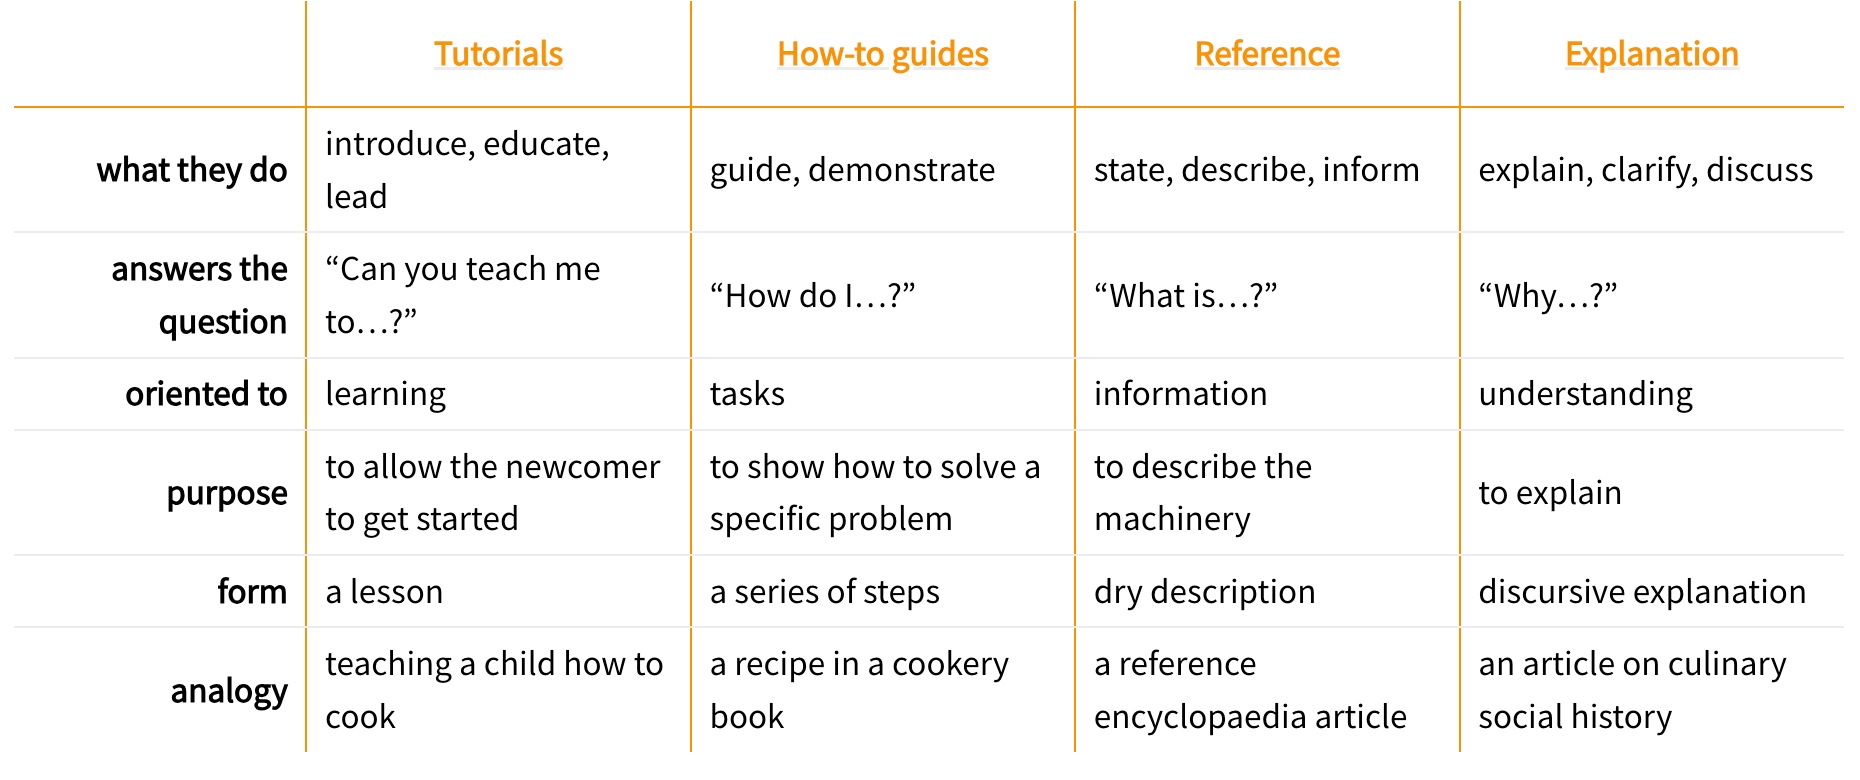 Tutorials How-to guides Reference Explanation
what they do
introduce, educate,
lead
guide, demonstrate
state, describe, inform
explain, clarify, discuss
answers the
question
“Can you teach me
to…?”
“How do I…?”
“What is…?”
“Why…?”
oriented to
learning
tasks
information
understanding
purpose
to allow the newcomer
to get started
to show how to solve a
specific problem
to describe the
machinery
to explain
form
a lesson
a series of steps
dry description
discursive explanation
analogy
teaching a child how to
cook
a recipe in a cookery
book
a reference
encyclopaedia article
an article on culinary
social history